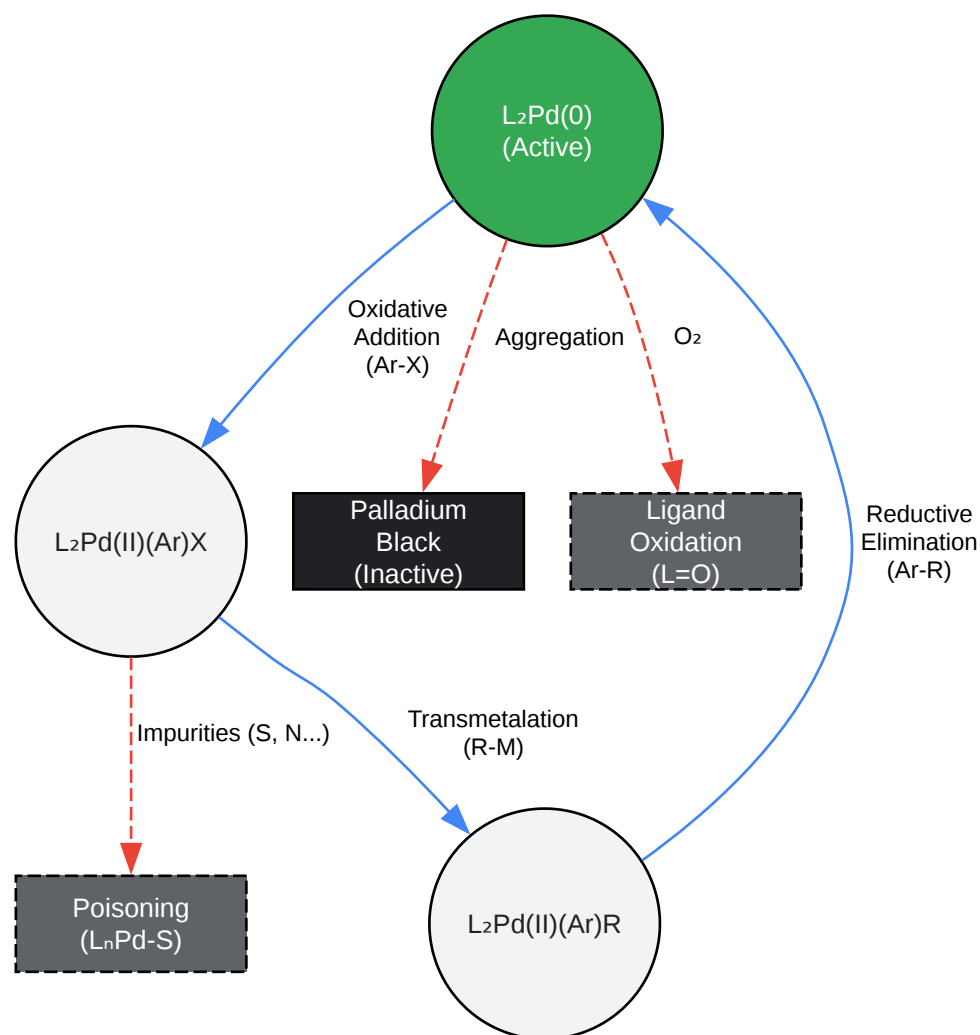 L₂Pd(0)
(Active)
Oxidative
Addition
(Ar-X)
Aggregation
O₂
Palladium
Black
(Inactive)
Ligand
Oxidation
(L=O)
Reductive
Elimination
(Ar-R)
L₂Pd(II)(Ar)X
Impurities (S, N...)
Transmetalation
(R-M)
Poisoning
(LₙPd-S)
L₂Pd(II)(Ar)R